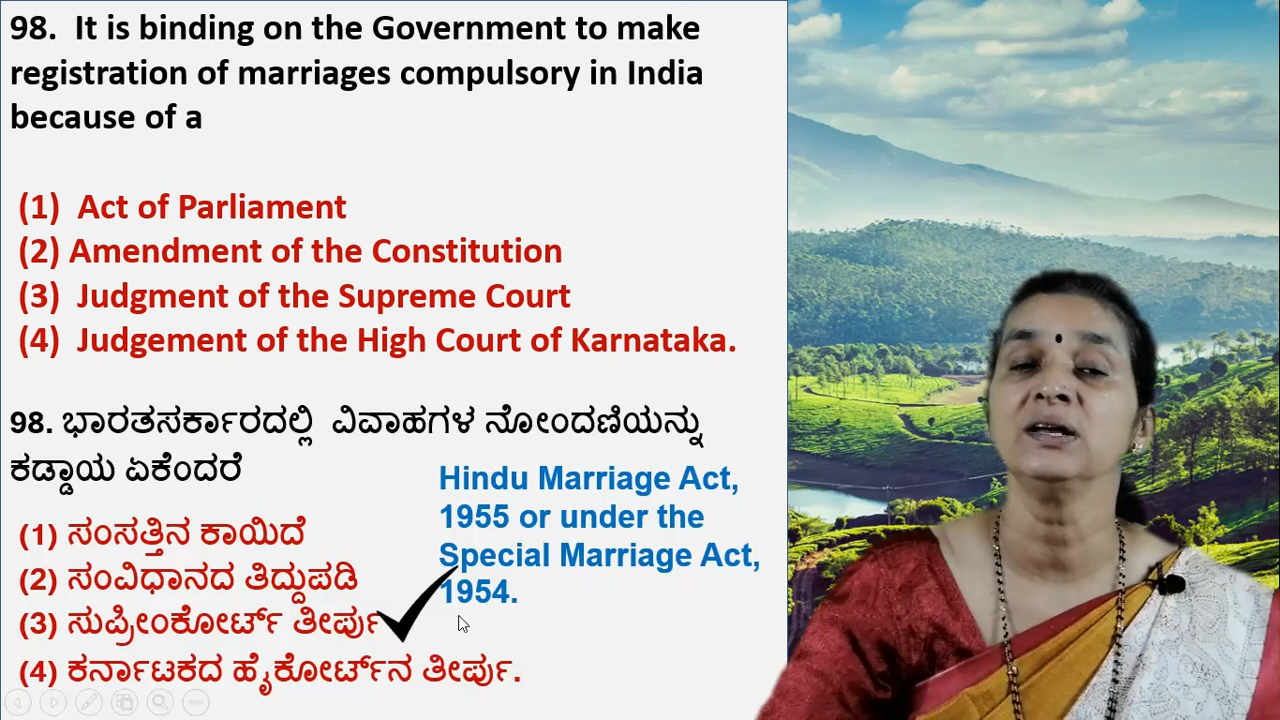 98. It is binding on the Government to make
registration of marriages compulsory in India
because of a
(1) Act of Parliament
(2) Amendment of the Constitution
(3) Judgment of the Supreme Court
(4) Judgement of the High Court of Karnataka.
98. ಭಾರತಸರ್ಕಾರದಲ್ಲಿ ವಿವಾಹಗಳ ನೋಂದಣಿಯನ್ನು
ಕಡ್ಡಾಯ ಏಕೆಂದರೆ
(1) ಸಂಸತ್ತಿನ ಕಾಯಿದೆ
(2) ಸಂವಿಧಾನದ ತಿದ್ದುಪಡಿ
(3) ಸುಪ್ರೀಂಕೋರ್ಟ್ ತೀರ್ಪು
(4) ಕರ್ನಾಟಕದ ಹೈಕೋರ್ಟ್‌ನ ತೀರ್ಪು.
Hindu Marriage Act,
1955 or under the
Special Marriage Act,
1954.